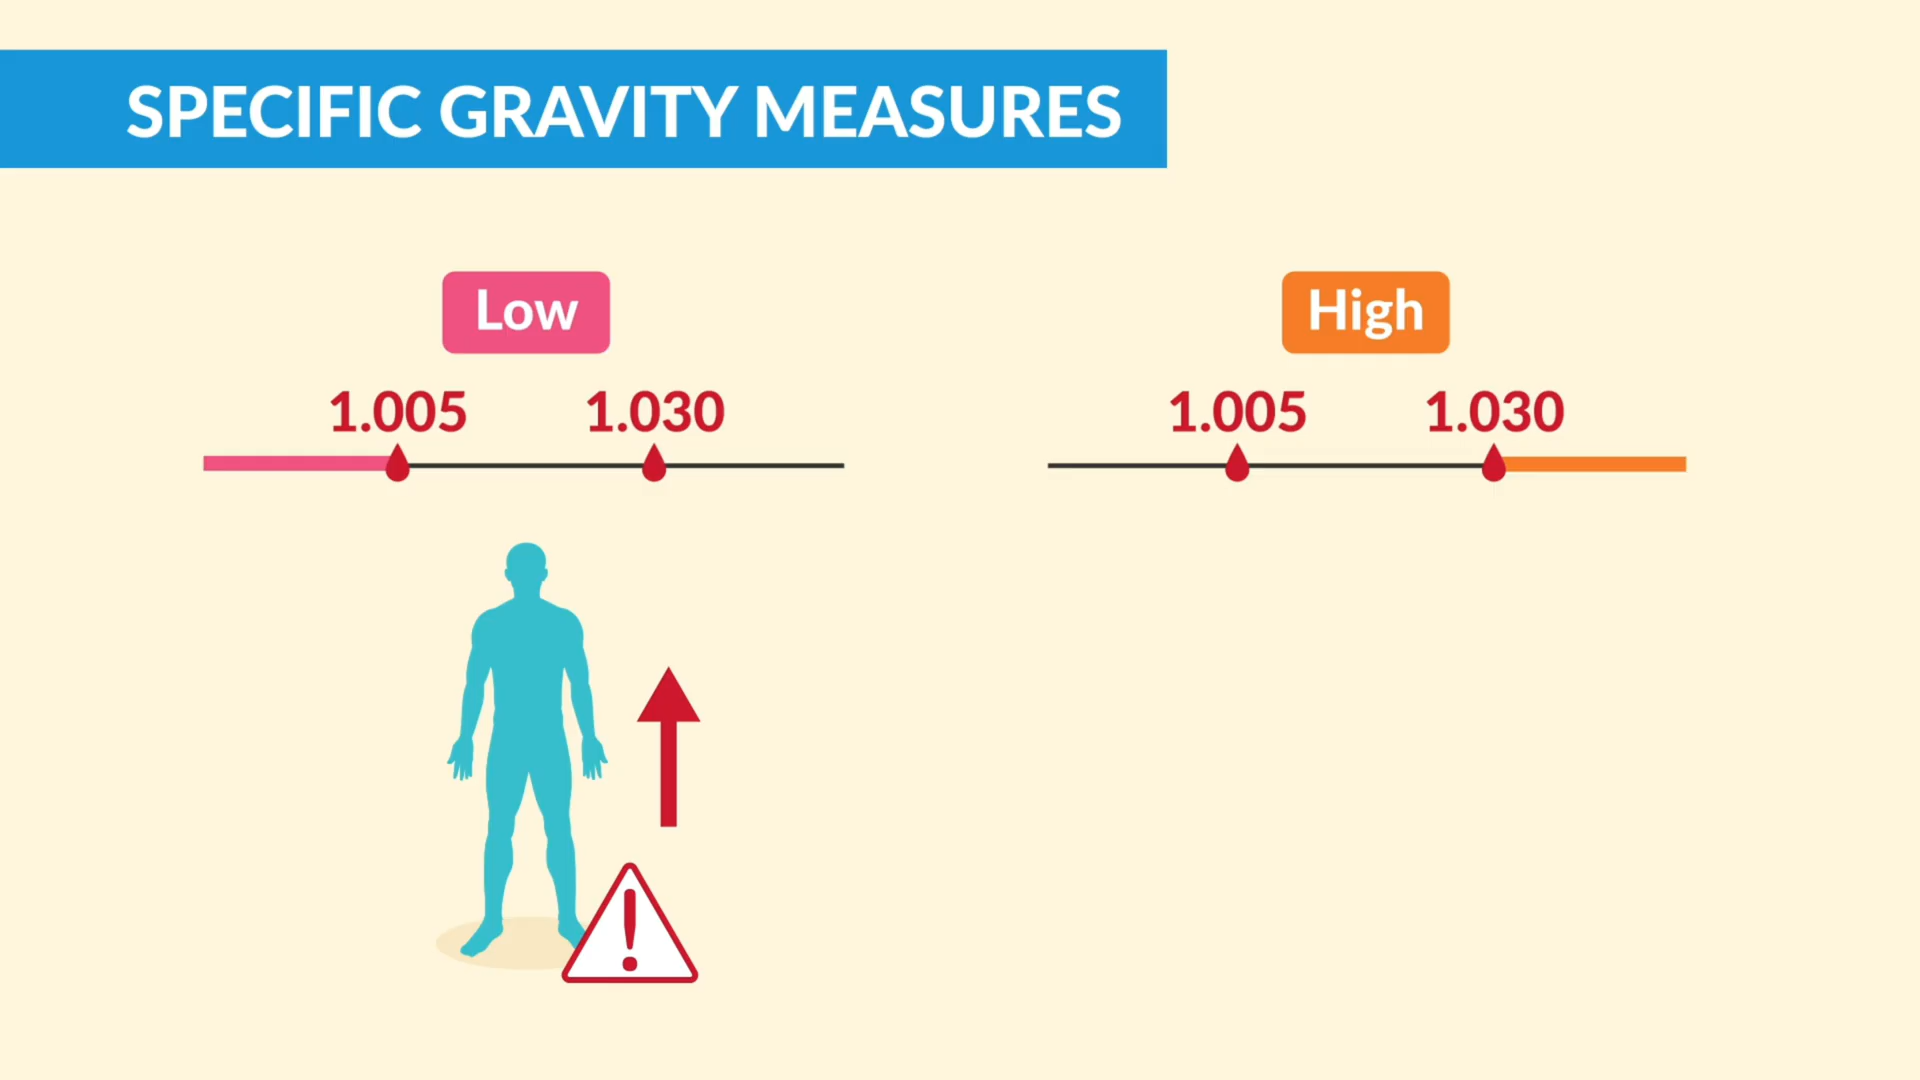 SPECIFIC GRAVITY MEASURES
Low
1.005 1.030
High
1.005 1.030
!